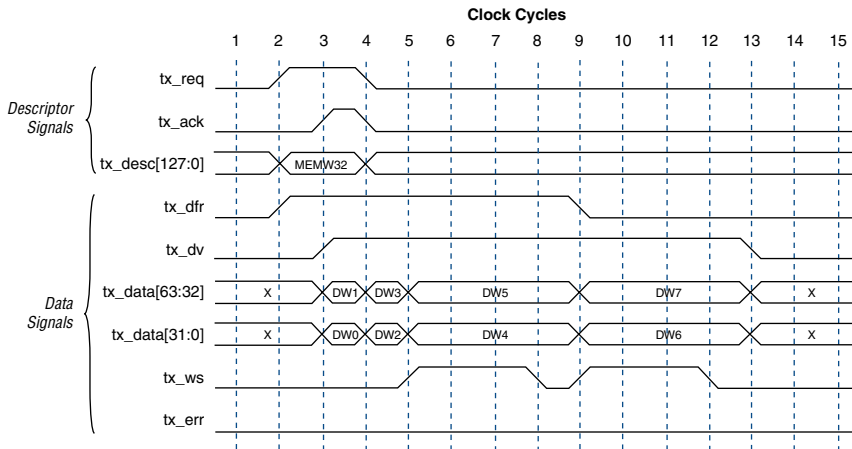 Clock Cycles
1 2 3 4 5 6 7 8 9 10 11 12 13 14 15
Descriptor
Signals
tx_req
tx_ack
tx_desc[127:0] MEMW32
Data
Signals
tx_dfr
tx_dv
tx_data[63:32] X DW1 DW3 DW5 DW7 X
tx_data[31:0] X DW0 DW2 DW4 DW6 X
tx_ws
tx_err